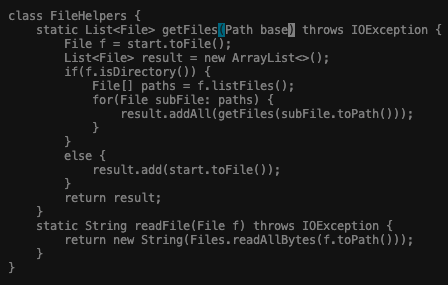 class FileHelpers {
    static List<File> getFiles(Path base) throws IOException {
        File f = start.toFile();
        List<File> result = new ArrayList<>();
        if(f.isDirectory()) {
            File[] paths = f.listFiles();
            for(File subFile: paths) {
                result.addAll(getFiles(subFile.toPath()));
            }
        }
        else {
            result.add(start.toFile());
        }
        return result;
    }
    static String readFile(File f) throws IOException {
        return new String(Files.readAllBytes(f.toPath()));
    }
}